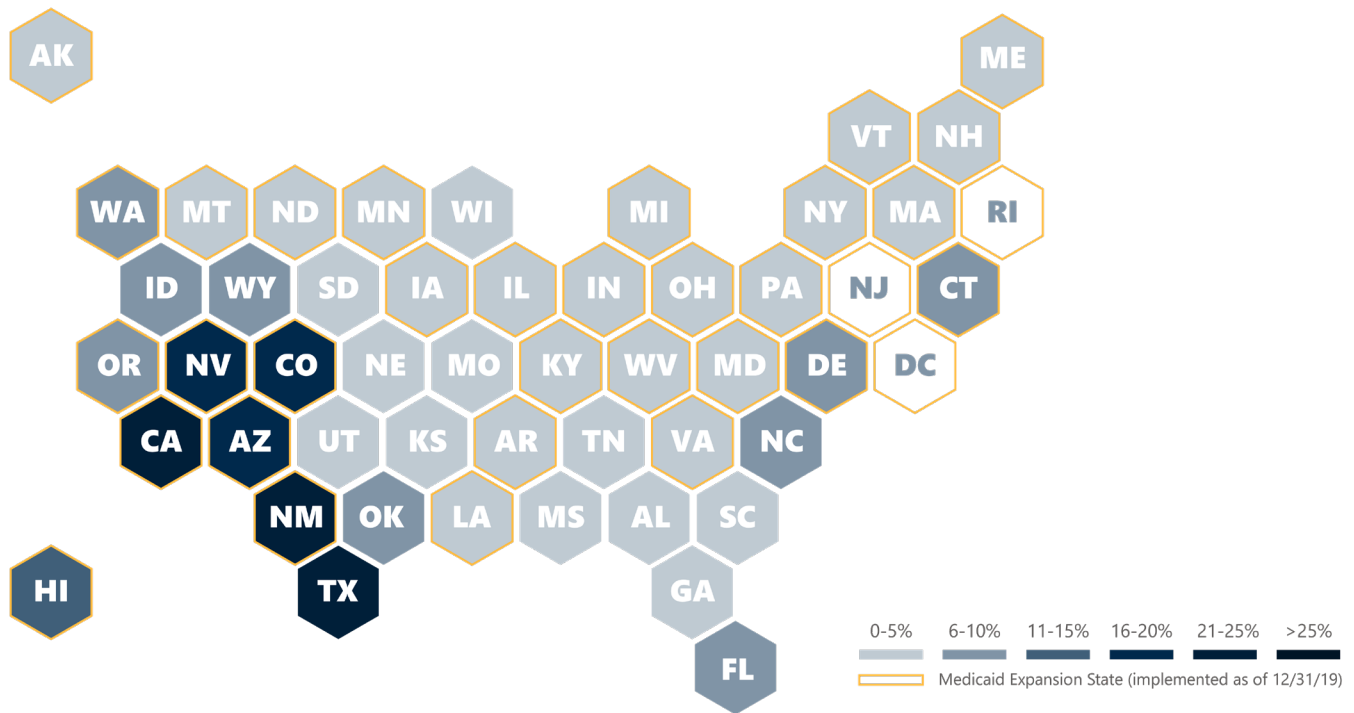 AK
ME
VT NH
WA MT ND MN WI MI NY MA RI
ID WY SD IA IL IN OH PA NJ CT
OR NV CO NE MO KY WV MD DE DC
CA AZ UT KS AR TN VA NC
NM OK LA MS AL SC
HI TX GA
FL
0-5% 6-10% 11-15% 16-20% 21-25% >25%
Medicaid Expansion State (implemented as of 12/31/19)